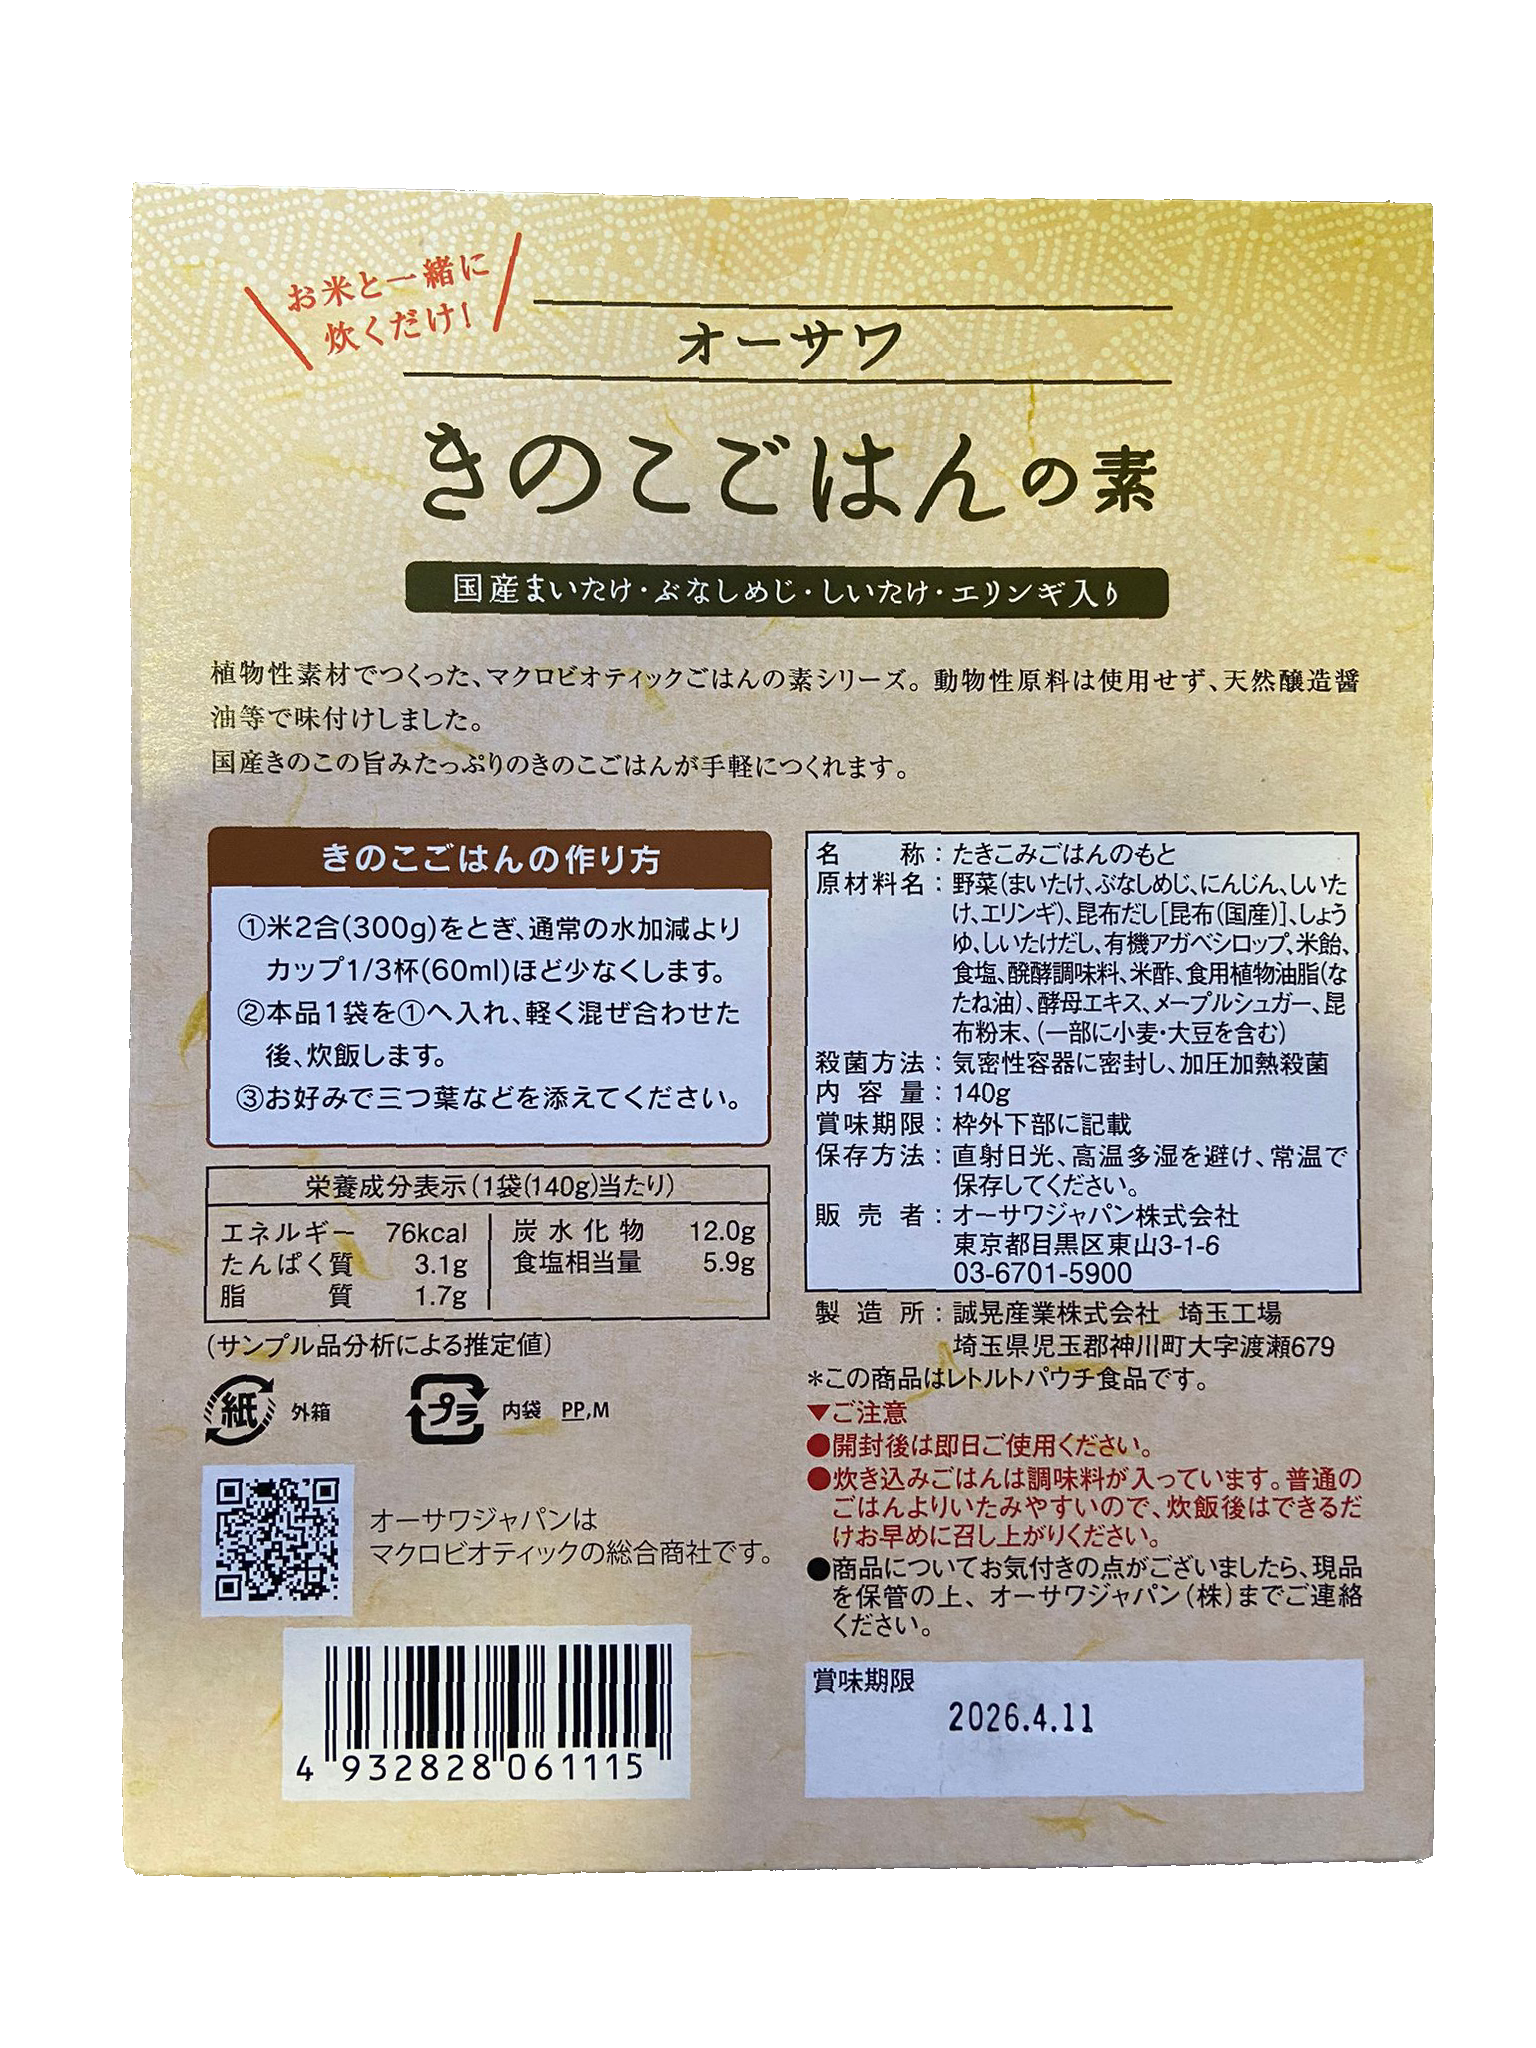 お米と一緒に
炊くだけ!
オーサワ
きのこごはんの素
国産まいたけ・ぶなしめじ・しいたけ・エリンギ入り
植物性素材でつくった、マクロビオティックごはんの素シリーズ。動物性原料は使用せず、天然醸造醤
油等で味付けしました。
国産きのこの旨みたっぷりのきのこごはんが手軽につくれます。
きのこごはんの作り方
①米2合(300g)をとぎ、通常の水加減より
カップ1/3杯(60ml)ほど少なくします。
②本品1袋を①へ入れ、軽く混ぜ合わせた
後、炊飯します。
③お好みで三つ葉などを添えてください。
栄養成分表示(1袋(140g)当たり)
エネルギー 76kcal 炭水化物 12.0g
たんぱく質 3.1g 食塩相当量 5.9g
脂質 1.7g
(サンプル品分析による推定値)
紙 外箱 プラ 内袋 PP,M
オーサワジャパンは
マクロビオティックの総合商社です。
4 932828 061115
名称:たきこみごはんのもと
原材料名:野菜(まいたけ、ぶなしめじ、にんじん、しいた
け、エリンギ)、昆布だし[昆布(国産)]、しょう
ゆ、しいたけだし、有機アガベシロップ、米飴、
食塩、醗酵調味料、米酢、食用植物油脂(な
たね油)、酵母エキス、メープルシュガー、昆
布粉末、(一部に小麦・大豆を含む)
殺菌方法:気密性容器に密封し、加圧加熱殺菌
内容量:140g
賞味期限:枠外下部に記載
保存方法:直射日光、高温多湿を避け、常温で
保存してください。
販売者:オーサワジャパン株式会社
東京都目黒区東山3-1-6
03-6701-5900
製造所:誠晃産業株式会社 埼玉工場
埼玉県児玉郡神川町大字渡瀬679
*この商品はレトルトパウチ食品です。
▼ご注意
●開封後は即日ご使用ください。
●炊き込みごはんは調味料が入っています。普通の
ごはんよりいたみやすいので、炊飯後はできるだ
けお早めに召し上がりください。
●商品についてお気付きの点がございましたら、現品
を保管の上、オーサワジャパン(株)までご連絡
ください。
賞味期限
2026.4.11